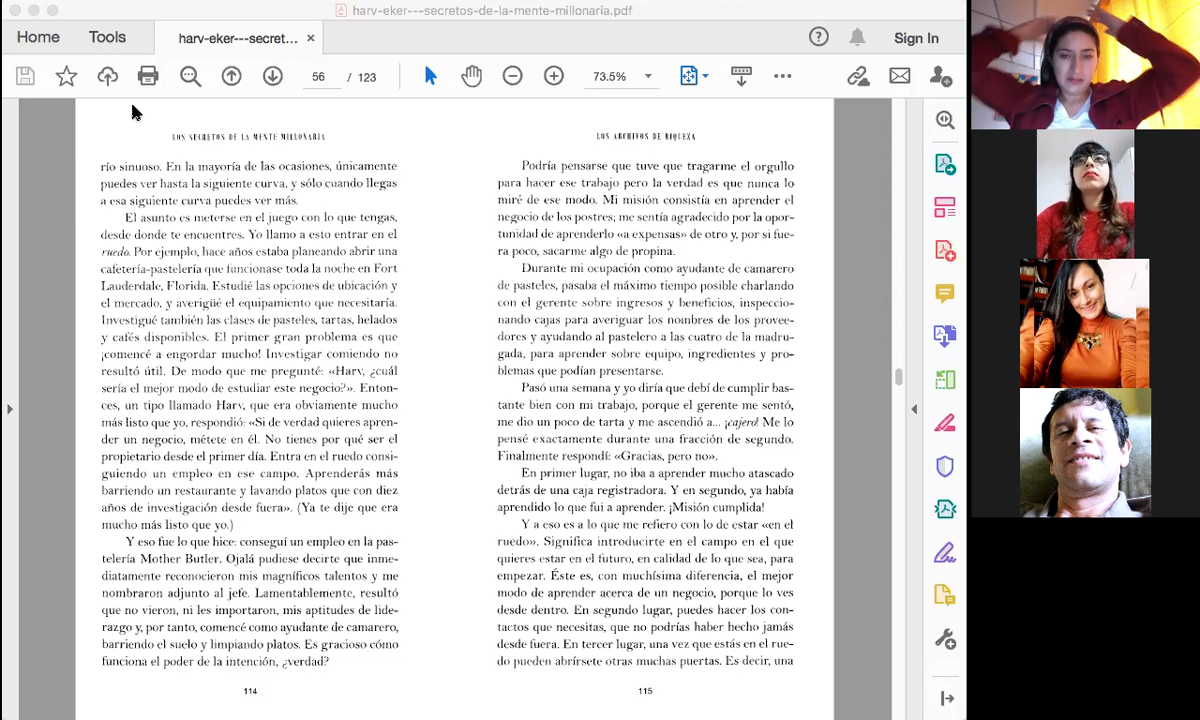 harv-eker---secretos-de-la-mente-millonaria.pdf
Home
Tools
harv-eker---secret...
Sign In
56
/ 123
73.5%
LOS SECRETOS DE LA MENTE MILLONARIA
río sinuoso. En la mayoría de las ocasiones, únicamente
puedes ver hasta la siguiente curva, y sólo cuando llegas
a esa siguiente curva puedes ver más.
El asunto es meterse en el juego con lo que tengas,
desde donde te encuentres. Yo llamo a esto entrar en el
ruedo. Por ejemplo, hace años estaba planeando abrir una
cafetería-pastelería que funcionase toda la noche en Fort
Lauderdale, Florida. Estudié las opciones de ubicación y
el mercado, y averigüé el equipamiento que necesitaría.
Investigué también las clases de pasteles, tartas, helados
y cafés disponibles. El primer gran problema es que
¡comencé a engordar mucho! Investigar comiendo no
resultó útil. De modo que me pregunté: «Harv, ¿cuál
sería el mejor modo de estudiar este negocio?». Enton-
ces, un tipo llamado Harv, que era obviamente mucho
más listo que yo, respondió: «Si de verdad quieres apren-
der un negocio, métete en él. No tienes por qué ser el
propietario desde el primer día. Entra en el ruedo consi-
guiendo un empleo en ese campo. Aprenderás más
barriendo un restaurante y lavando platos que con diez
años de investigación desde fuera». (Ya te dije que era
mucho más listo que yo.)
Y eso fue lo que hice: conseguí un empleo en la pas-
telería Mother Butler. Ojalá pudiese decirte que inme-
diatamente reconocieron mis magníficos talentos y me
nombraron adjunto al jefe. Lamentablemente, resultó
que no vieron, ni les importaron, mis aptitudes de lide-
razgo y, por tanto, comencé como ayudante de camarero,
barriendo el suelo y limpiando platos. Es gracioso cómo
funciona el poder de la intención, ¿verdad?
114
LOS ARCHIVOS DE RIQUEZA
Podría pensarse que tuve que tragarme el orgullo
para hacer ese trabajo pero la verdad es que nunca lo
miré de ese modo. Mi misión consistía en aprender el
negocio de los postres; me sentía agradecido por la opor-
tunidad de aprenderlo «a expensas» de otro y, por si fue-
ra poco, sacarme algo de propina.
Durante mi ocupación como ayudante de camarero
de pasteles, pasaba el máximo tiempo posible charlando
con el gerente sobre ingresos y beneficios, inspeccio-
nando cajas para averiguar los nombres de los provee-
dores y ayudando al pastelero a las cuatro de la madru-
gada, para aprender sobre equipo, ingredientes y pro-
blemas que podían presentarse.
Pasó una semana y yo diría que debí de cumplir bas-
tante bien con mi trabajo, porque el gerente me sentó,
me dio un poco de tarta y me ascendió a... ¡cajero! Me lo
pensé exactamente durante una fracción de segundo.
Finalmente respondí: «Gracias, pero no».
En primer lugar, no iba a aprender mucho atascado
detrás de una caja registradora. Y en segundo, ya había
aprendido lo que fui a aprender. ¡Misión cumplida!
Y a eso es a lo que me refiero con lo de estar «en el
ruedo». Significa introducirte en el campo en el que
quieres estar en el futuro, en calidad de lo que sea, para
empezar. Éste es, con muchísima diferencia, el mejor
modo de aprender acerca de un negocio, porque lo ves
desde dentro. En segundo lugar, puedes hacer los con-
tactos que necesitas, que no podrías haber hecho jamás
desde fuera. En tercer lugar, una vez que estás en el rue-
do pueden abrírsete otras muchas puertas. Es decir, una
115